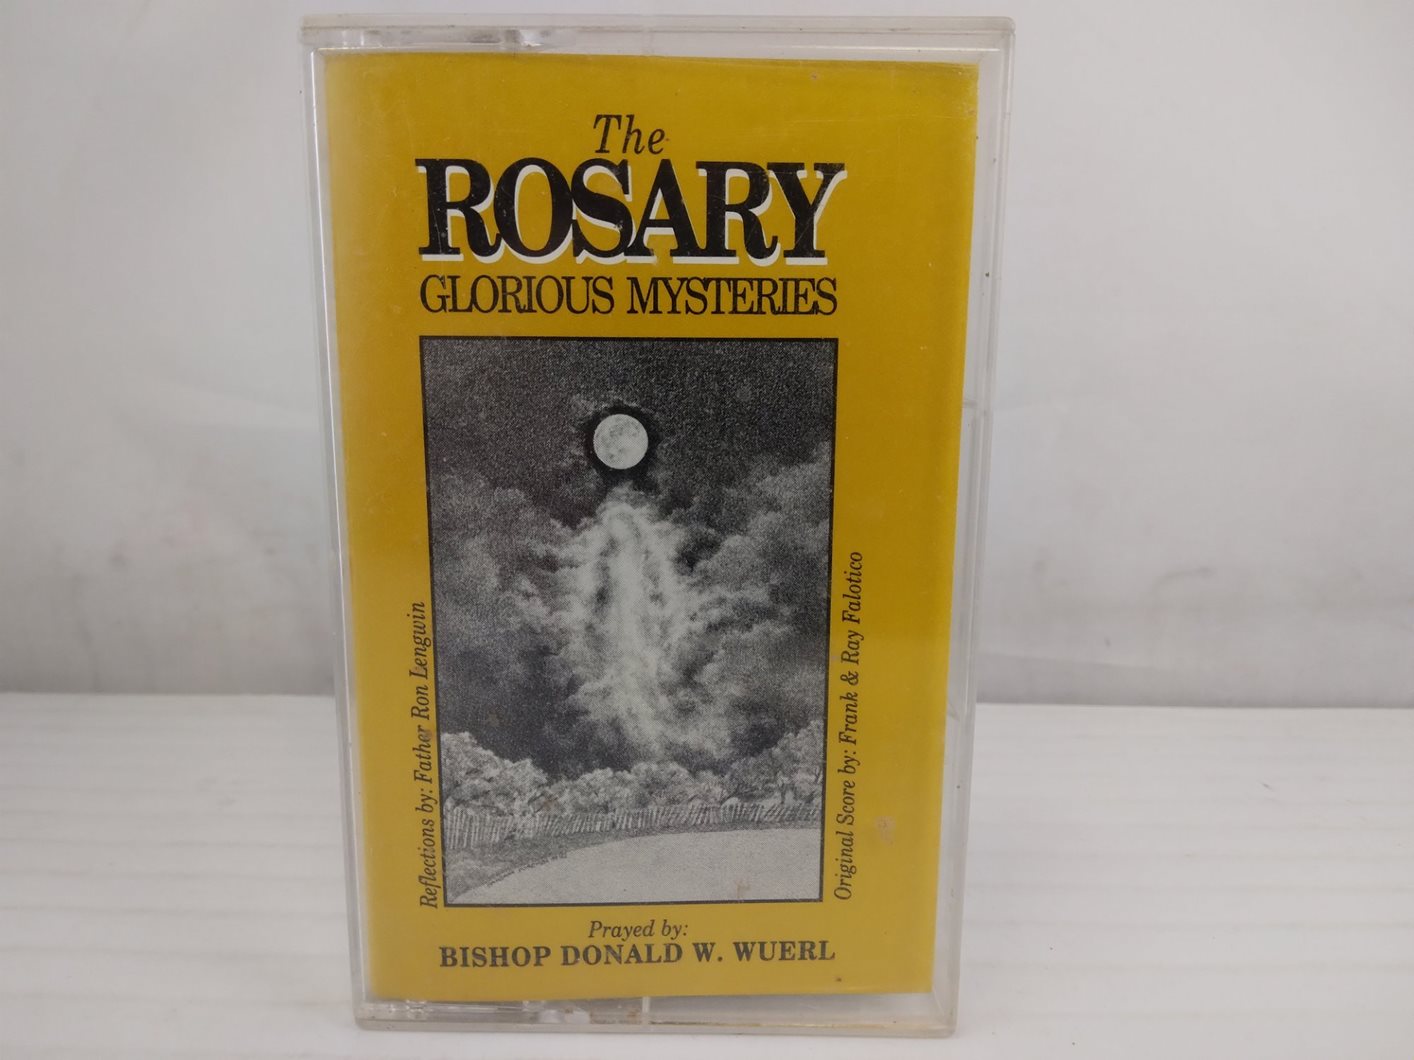 The
ROSARY
GLORIOUS MYSTERIES
Reflections by: Father Ron Lengwin
Original Score by: Frank & Ray Falotico
Prayed by:
BISHOP DONALD W. WUERL